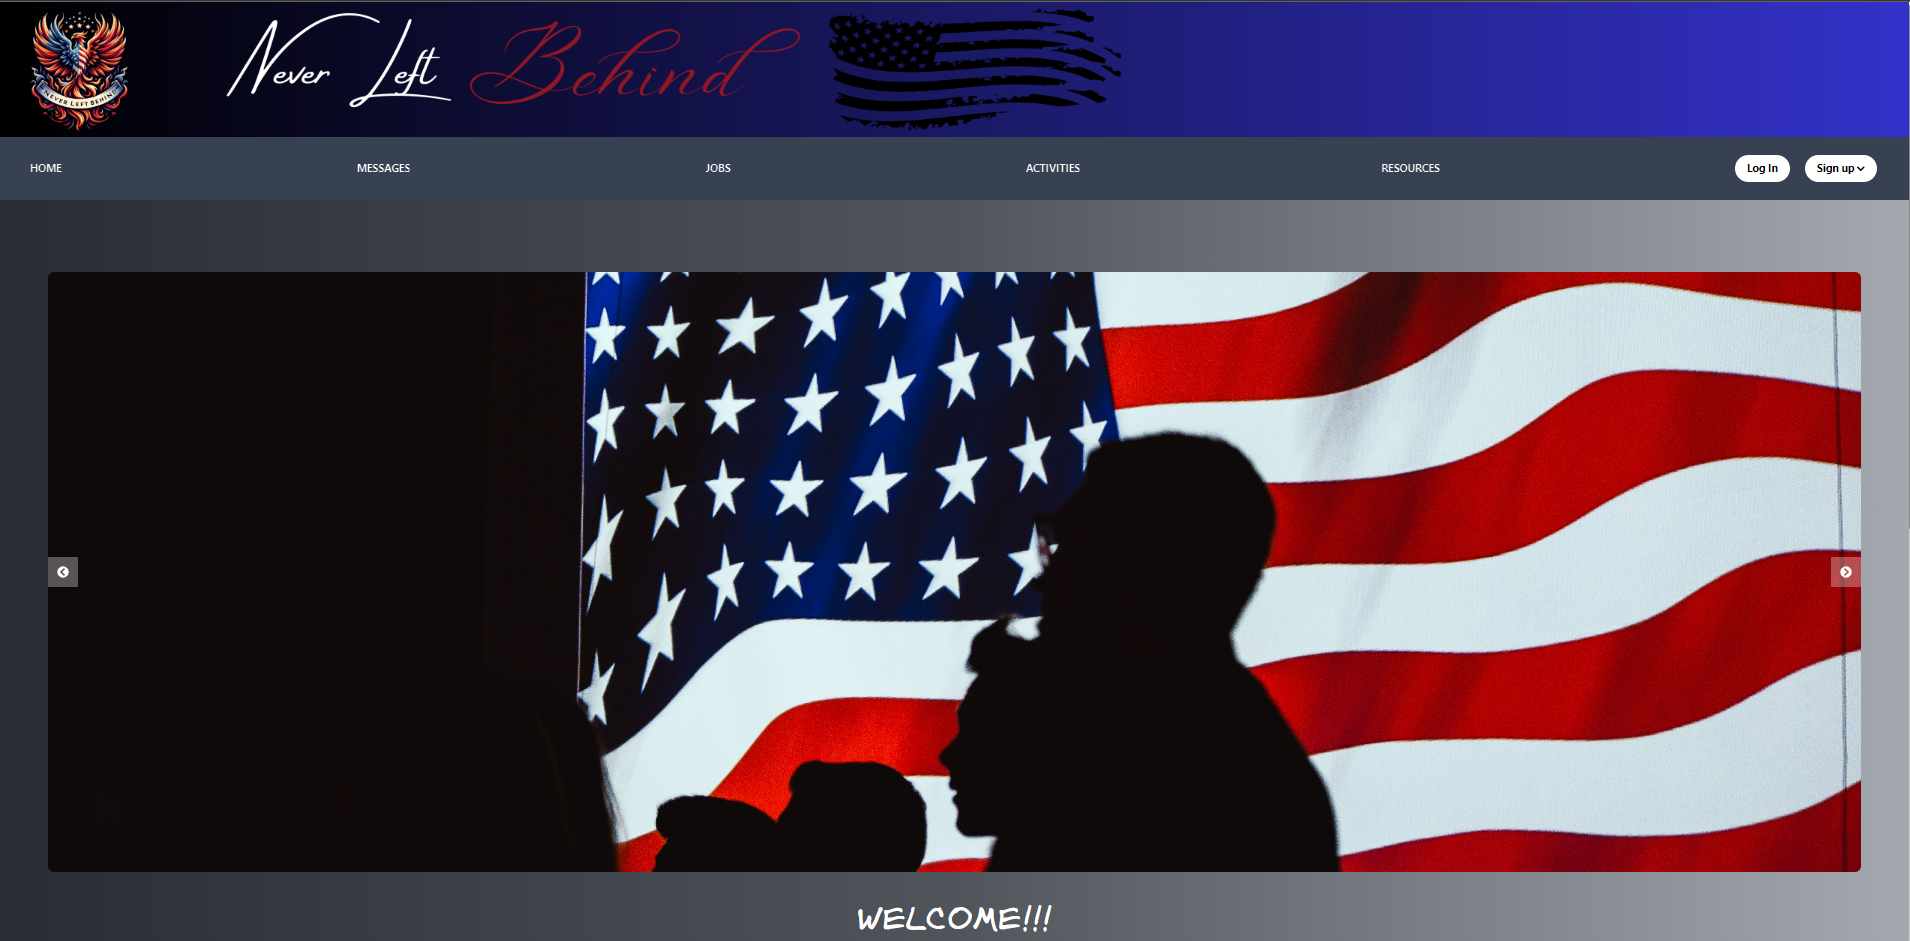 NEVER LEFT BEHIND
Never Left Behind
HOME MESSAGES JOBS ACTIVITIES RESOURCES Log In Sign up
WELCOME!!!